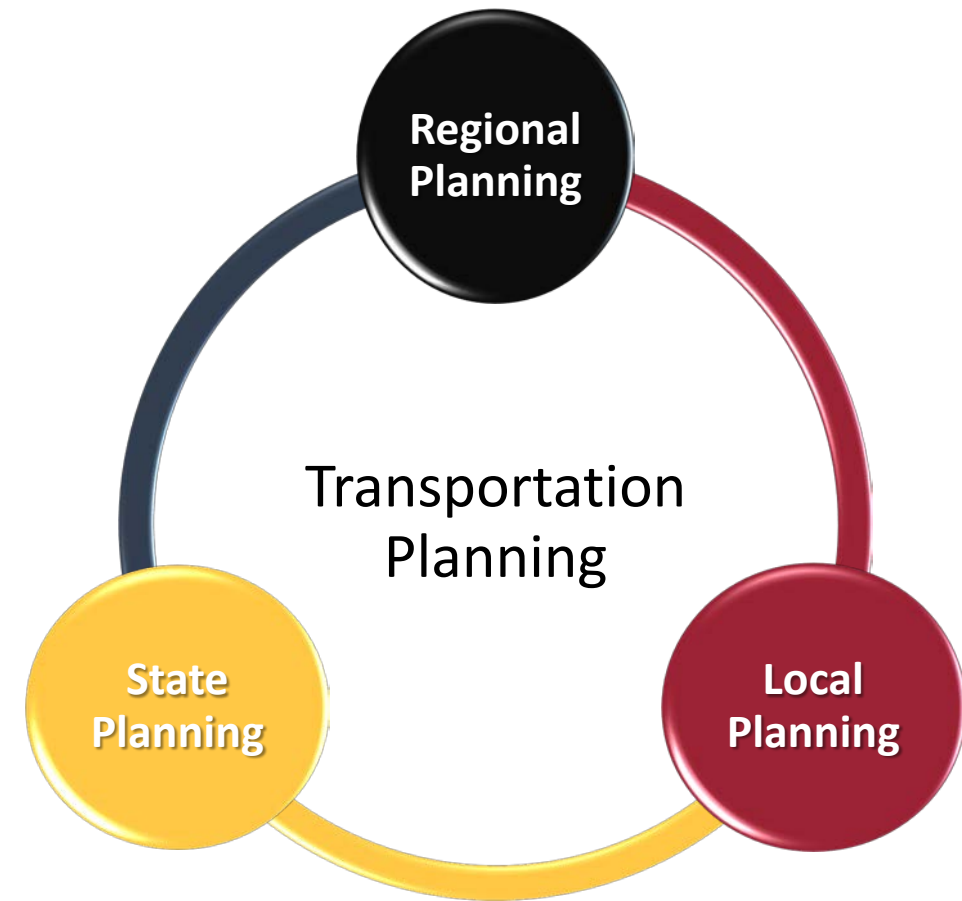 Regional
Planning
Transportation
Planning
State
Planning
Local
Planning